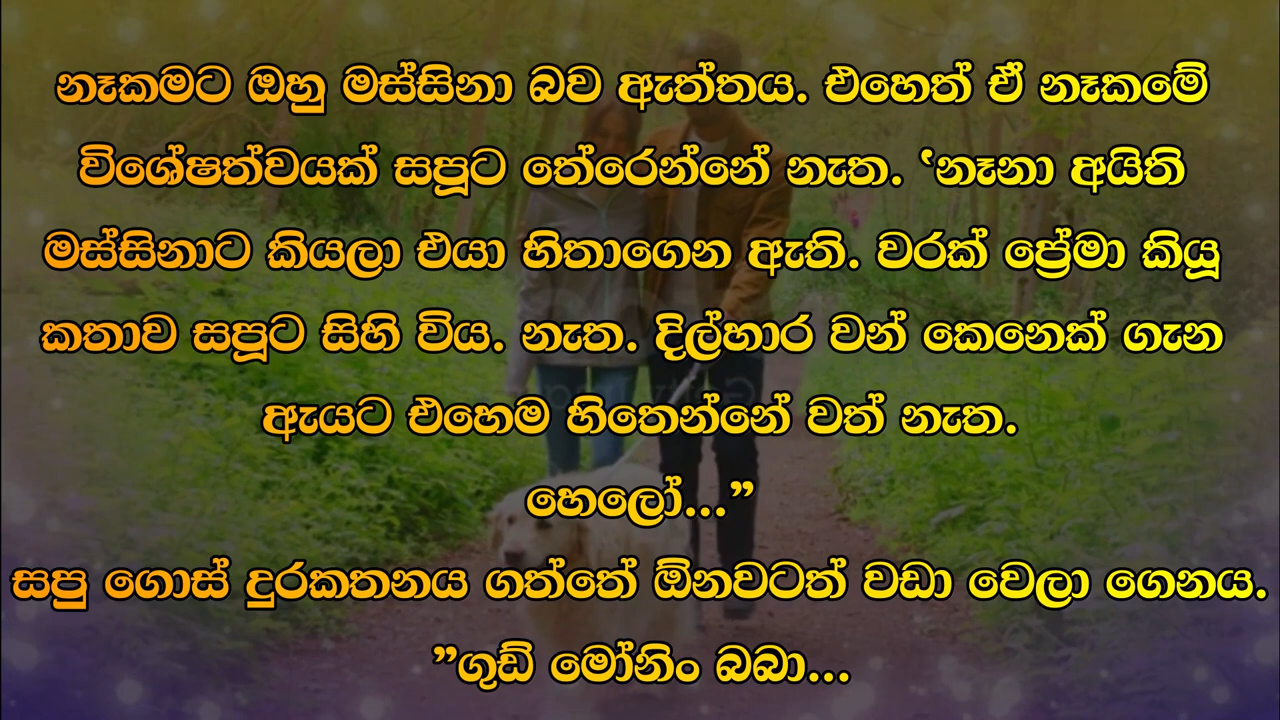 නෑකමට ඔහු මස්සිනා බව ඇත්තය. එහෙත් ඒ නෑකමේ
විශේෂත්වයක් සපූට තේරෙන්නේ නැත. ‘නෑනා අයිති
මස්සිනාට කියලා එයා හිතාගෙන ඇති. වරක් ප්‍රේමා කියූ
කතාව සපූට සිහි විය. නැත. දිල්හාර වන් කෙනෙක් ගැන
ඇයට එහෙම හිතෙන්නේ වත් නැත.
හෙලෝ...”
සපු ගොස් දුරකතනය ගත්තේ ඕනවටත් වඩා වෙලා ගෙනය.
”ගුඩ් මෝනිං බබා...